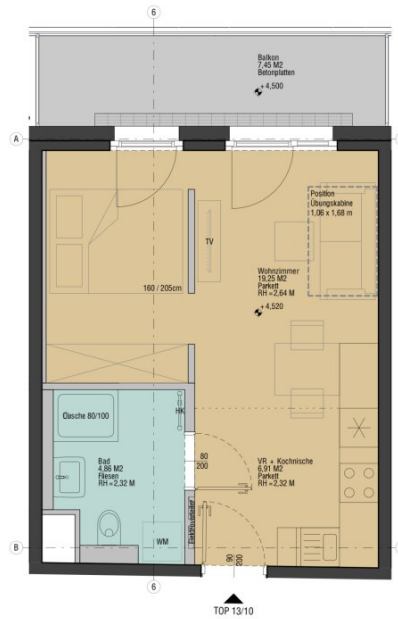 6
Balkon
7,45 M2
Betonplatten
+4,500
A
Position
Übungskabine
1,06 x 1,68 m
TV
Wohnzimmer
19,25 M2
Parkett
RH =2,64 M
160 / 205cm
+4,520
Dusche 80/100
HK
80
200
Bad
4,86 M2
Fliesen
RH =2,32 M
VR + Kochnische
6,91 M2
Parkett
RH =2,32 M
Elektroverteiler
WM
B
90
200
6
TOP 13/10